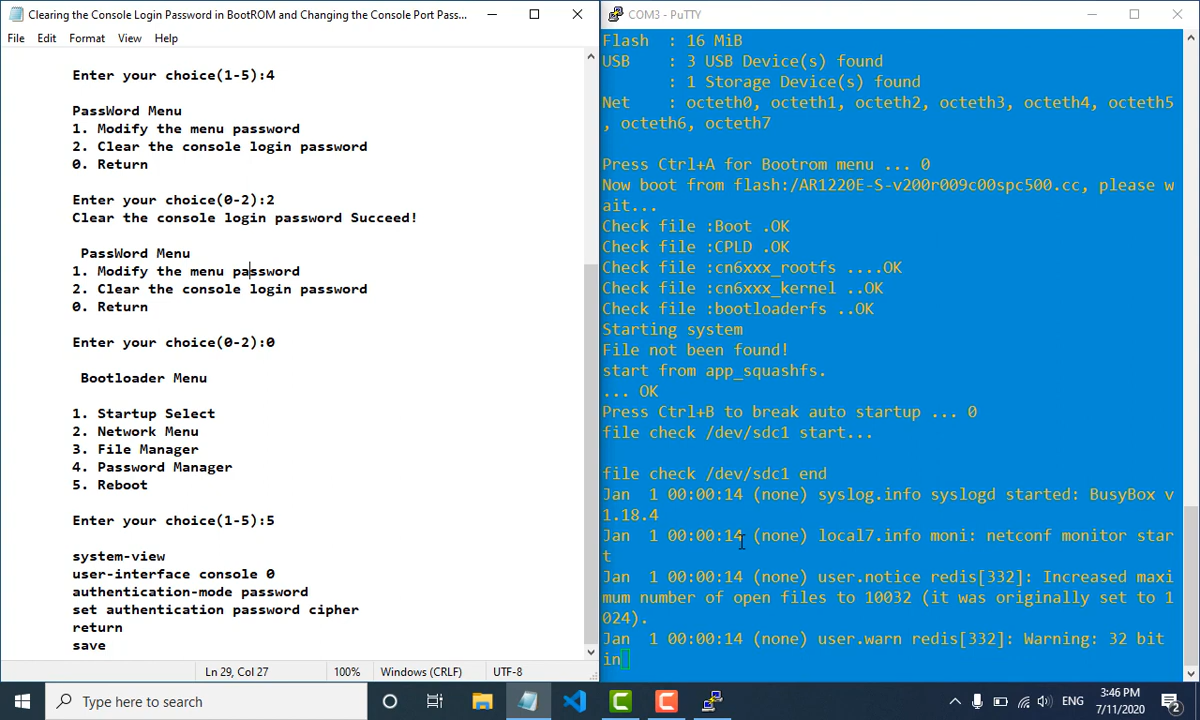 Clearing the Console Login Password in BootROM and Changing the Console Port Pass...
File Edit Format View Help
Enter your choice(1-5):4
PassWord Menu
1. Modify the menu password
2. Clear the console login password
0. Return
Enter your choice(0-2):2
Clear the console login password Succeed!
PassWord Menu
1. Modify the menu password
2. Clear the console login password
0. Return
Enter your choice(0-2):0
Bootloader Menu
1. Startup Select
2. Network Menu
3. File Manager
4. Password Manager
5. Reboot
Enter your choice(1-5):5
system-view
user-interface console 0
authentication-mode password
set authentication password cipher
return
save
Ln 29, Col 27 100% Windows (CRLF) UTF-8
COM3 - PuTTY
Flash : 16 MiB
USB : 3 USB Device(s) found
: 1 Storage Device(s) found
Net : octeth0, octeth1, octeth2, octeth3, octeth4, octeth5
, octeth6, octeth7
Press Ctrl+A for Bootrom menu ... 0
Now boot from flash:/AR1220E-S-v200r009c00spc500.cc, please w
ait...
Check file :Boot .OK
Check file :CPLD .OK
Check file :cn6xxx_rootfs ....OK
Check file :cn6xxx_kernel ..OK
Check file :bootloaderfs ..OK
Starting system
File not been found!
start from app_squashfs.
... OK
Press Ctrl+B to break auto startup ... 0
file check /dev/sdc1 start...
file check /dev/sdc1 end
Jan 1 00:00:14 (none) syslog.info syslogd started: BusyBox v
1.18.4
Jan 1 00:00:14 (none) local7.info moni: netconf monitor star
t
Jan 1 00:00:14 (none) user.notice redis[332]: Increased maxi
mum number of open files to 10032 (it was originally set to 1
024).
Jan 1 00:00:14 (none) user.warn redis[332]: Warning: 32 bit
in
Type here to search
ENG
3:46 PM
7/11/2020
2